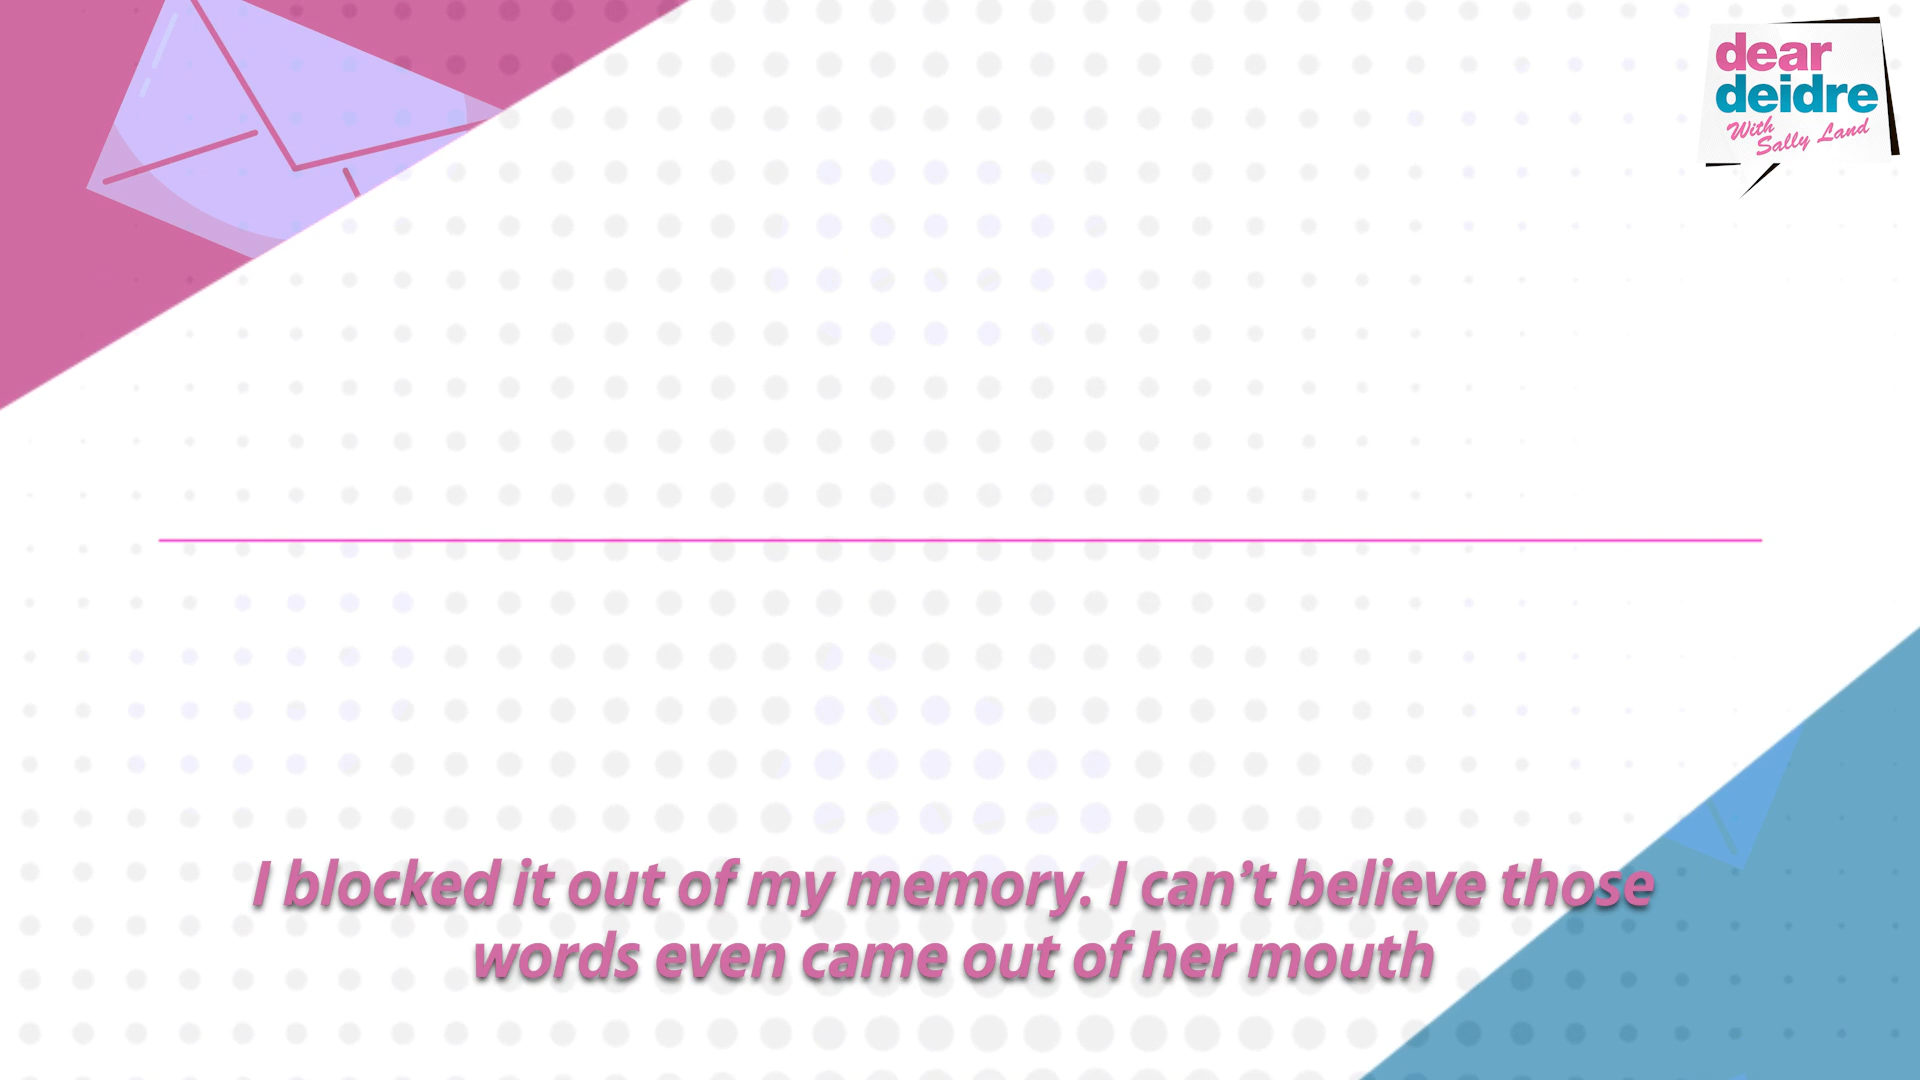 dear
deidre
With
Sally Land
I blocked it out of my memory. I can’t believe those
words even came out of her mouth